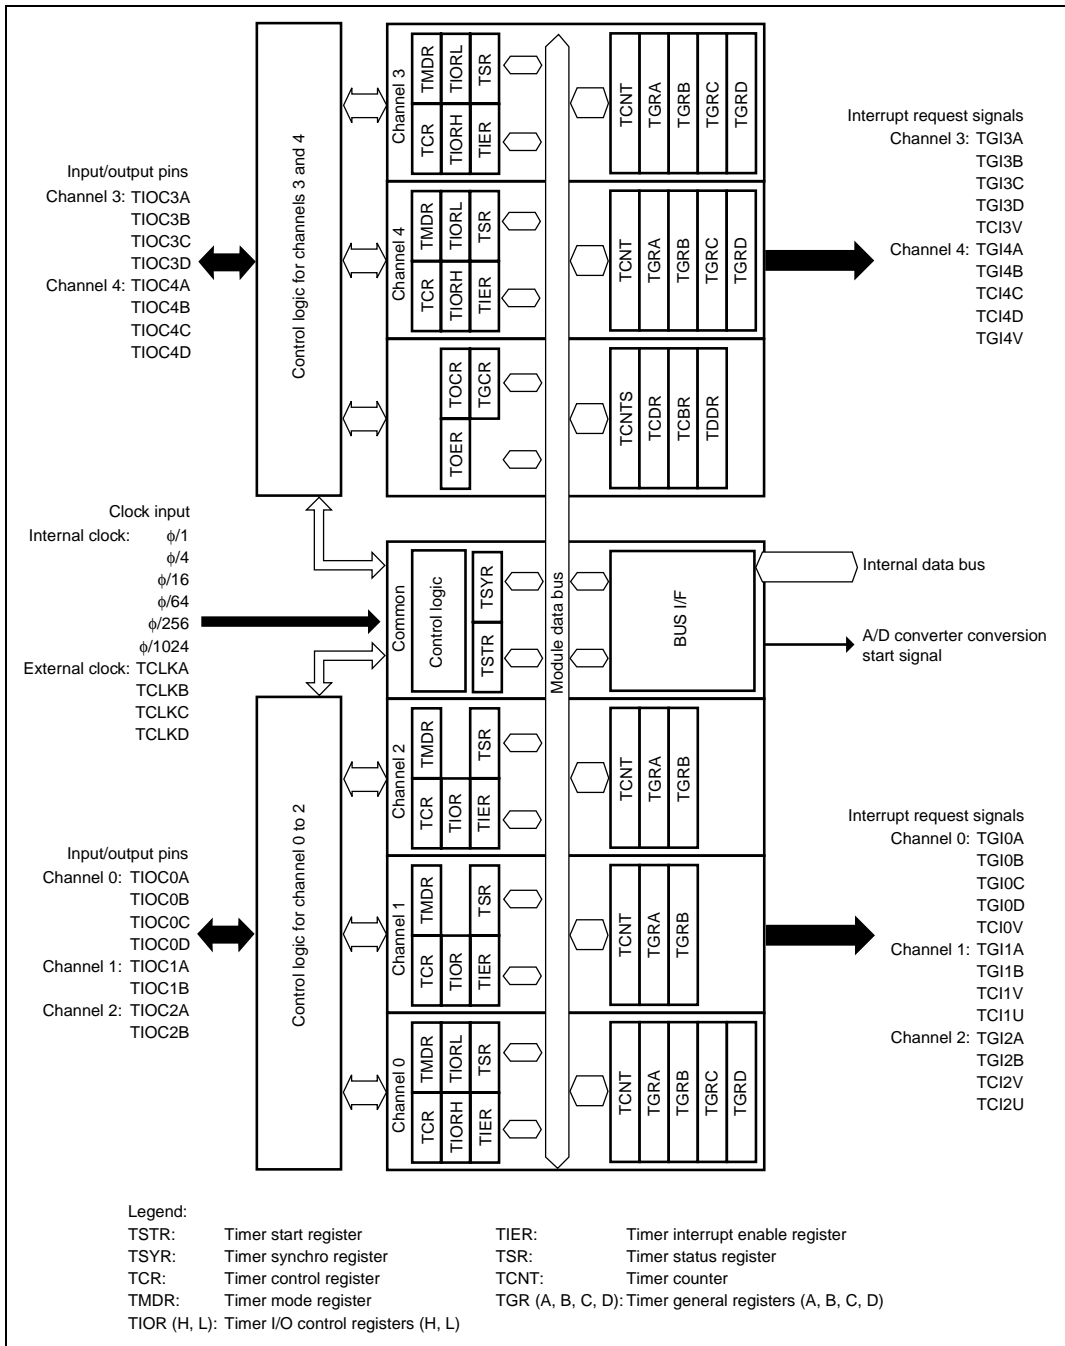 Input/output pins
Channel 3: TIOC3A
TIOC3B
TIOC3C
TIOC3D
Channel 4: TIOC4A
TIOC4B
TIOC4C
TIOC4D
Clock input
Internal clock: ϕ/1
ϕ/4
ϕ/16
ϕ/64
ϕ/256
ϕ/1024
External clock: TCLKA
TCLKB
TCLKC
TCLKD
Input/output pins
Channel 0: TIOC0A
TIOC0B
TIOC0C
TIOC0D
Channel 1: TIOC1A
TIOC1B
Channel 2: TIOC2A
TIOC2B
Control logic for channels 3 and 4
Control logic for channel 0 to 2
Channel 3
TMDR
TIORL
TSR
TCR
TIORH
TIER
TCNT
TGRA
TGRB
TGRC
TGRD
Channel 4
TMDR
TIORL
TSR
TCR
TIORH
TIER
TCNT
TGRA
TGRB
TGRC
TGRD
TOCR
TGCR
TOER
TCNTS
TCDR
TCBR
TDDR
Common
Control logic
TSYR
TSTR
Module data bus
BUS I/F
Channel 2
TMDR
TSR
TCR
TIOR
TIER
TCNT
TGRA
TGRB
Channel 1
TMDR
TSR
TCR
TIOR
TIER
TCNT
TGRA
TGRB
Channel 0
TMDR
TIORL
TSR
TCR
TIORH
TIER
TCNT
TGRA
TGRB
TGRC
TGRD
Interrupt request signals
Channel 3: TGI3A
TGI3B
TGI3C
TGI3D
TCI3V
Channel 4: TGI4A
TGI4B
TCI4C
TCI4D
TGI4V
Internal data bus
A/D converter conversion
start signal
Interrupt request signals
Channel 0: TGI0A
TGI0B
TGI0C
TGI0D
TCI0V
Channel 1: TGI1A
TGI1B
TCI1V
TCI1U
Channel 2: TGI2A
TGI2B
TCI2V
TCI2U
Legend:
TSTR: Timer start register
TSYR: Timer synchro register
TCR: Timer control register
TMDR: Timer mode register
TIOR (H, L): Timer I/O control registers (H, L)
TIER: Timer interrupt enable register
TSR: Timer status register
TCNT: Timer counter
TGR (A, B, C, D): Timer general registers (A, B, C, D)